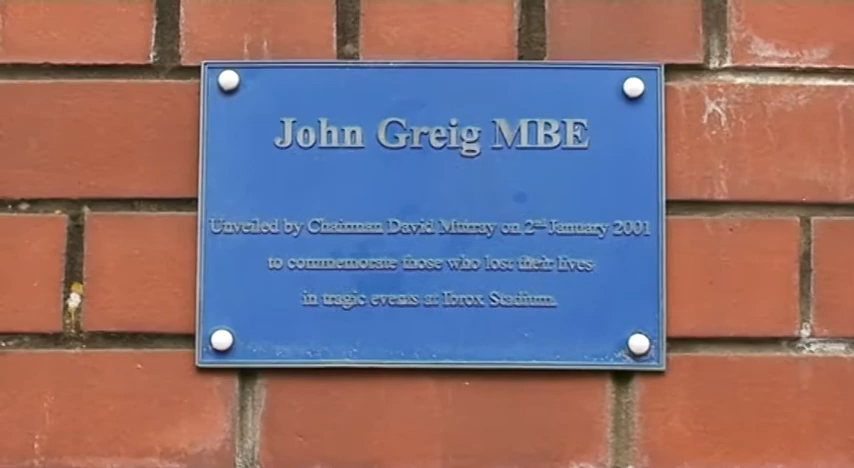 John Greig MBE
Unveiled by Chairman David Murray on 2nd January 2001
to commemorate those who lost their lives
in tragic events at Ibrox Stadium.